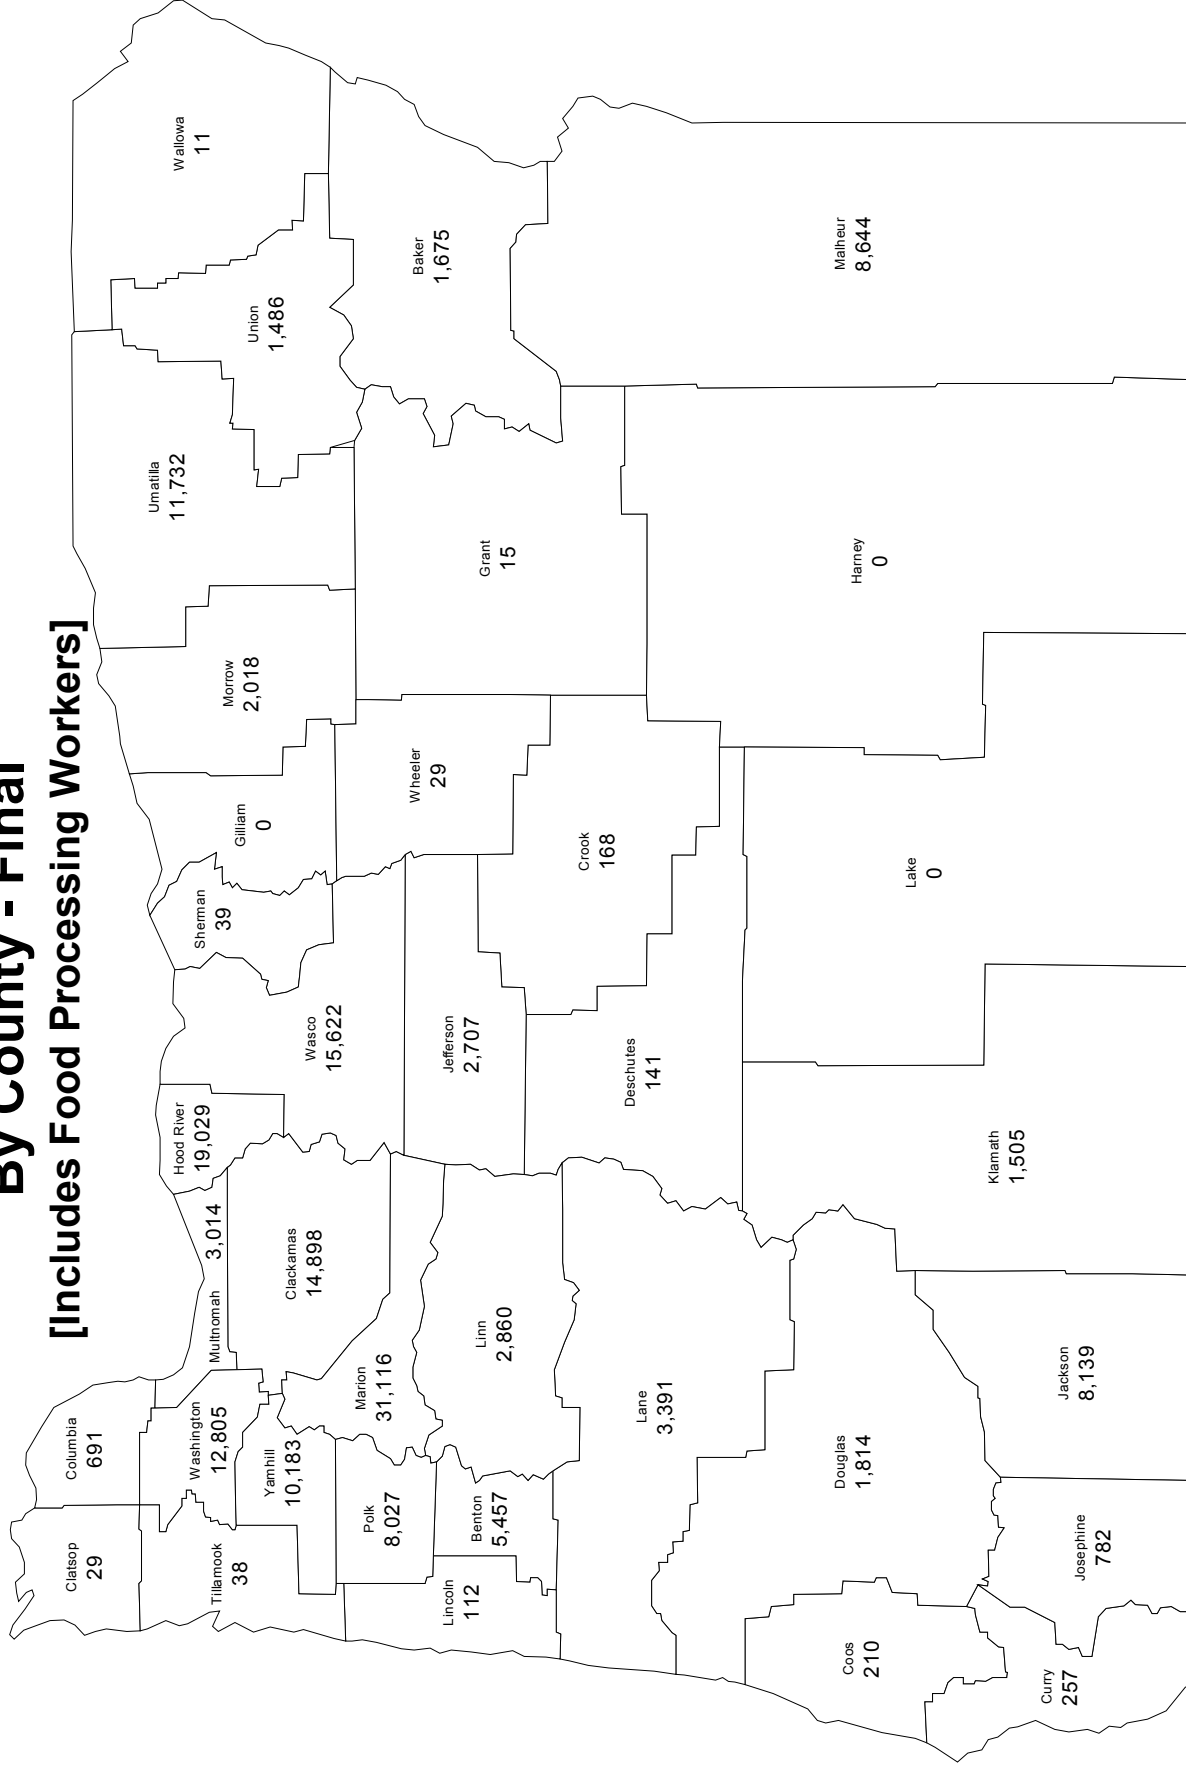 By County - Final
[Includes Food Processing Workers]
Clatsop
29
Columbia
691
Tillamook
38
Washington
12,805
Multnomah
3,014
Hood River
19,029
Sherman
39
Gilliam
0
Morrow
2,018
Umatilla
11,732
Union
1,486
Wallowa
11
Yamhill
10,183
Clackamas
14,898
Wasco
15,622
Polk
8,027
Marion
31,116
Lincoln
112
Benton
5,457
Linn
2,860
Jefferson
2,707
Wheeler
29
Grant
15
Baker
1,675
Lane
3,391
Deschutes
141
Crook
168
Coos
210
Douglas
1,814
Klamath
1,505
Lake
0
Harney
0
Malheur
8,644
Curry
257
Josephine
782
Jackson
8,139